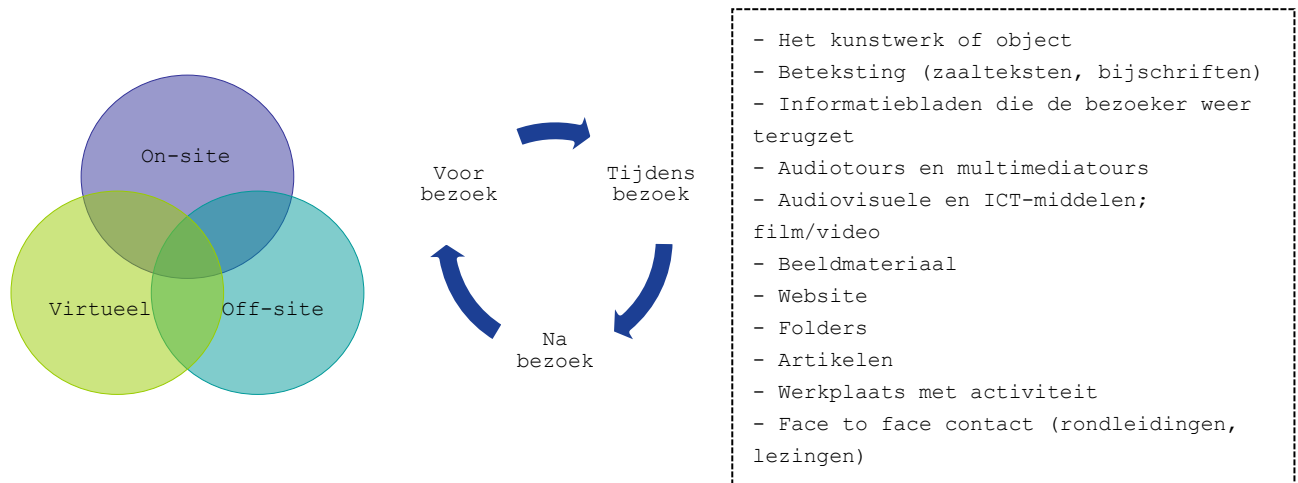 On-site
Virtueel
Off-site
Voor
bezoek
Tijdens
bezoek
Na
bezoek
- Het kunstwerk of object
- Beteksting (zaalteksten, bijschriften)
- Informatiebladen die de bezoeker weer
terugzet
- Audiotours en multimediatours
- Audiovisuele en ICT-middelen;
film/video
- Beeldmateriaal
- Website
- Folders
- Artikelen
- Werkplaats met activiteit
- Face to face contact (rondleidingen,
lezingen)